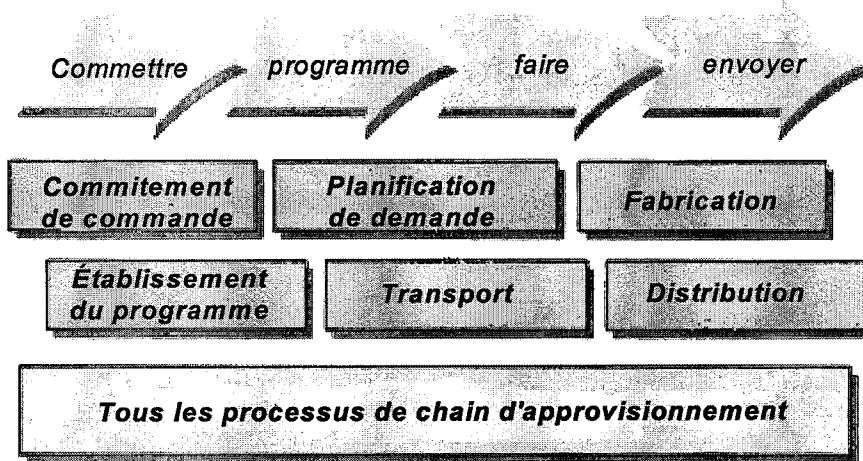 Commettre programme faire envoyer
Commitement Planification Fabrication
de commande de demande
Établissement Transport Distribution
du programme
Tous les processus de chain d'approvisionnement